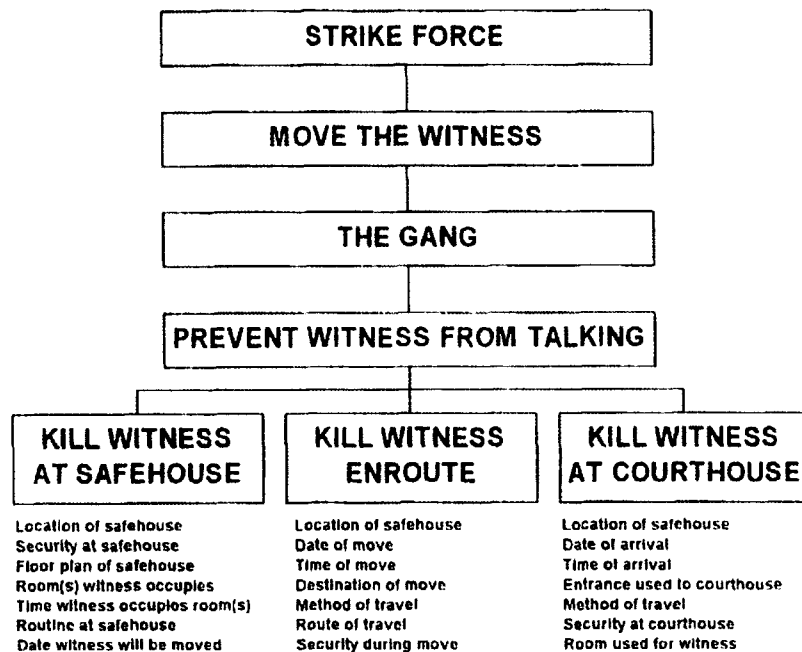 STRIKE FORCE
MOVE THE WITNESS
THE GANG
PREVENT WITNESS FROM TALKING
KILL WITNESS
AT SAFEHOUSE
Location of safehouse
Security at safehouse
Floor plan of safehouse
Room(s) witness occupies
Time witness occupies room(s)
Routine at safehouse
Date witness will be moved
KILL WITNESS
ENROUTE
Location of safehouse
Date of move
Time of move
Destination of move
Method of travel
Route of travel
Security during move
KILL WITNESS
AT COURTHOUSE
Location of safehouse
Date of arrival
Time of arrival
Entrance used to courthouse
Method of travel
Security at courthouse
Room used for witness